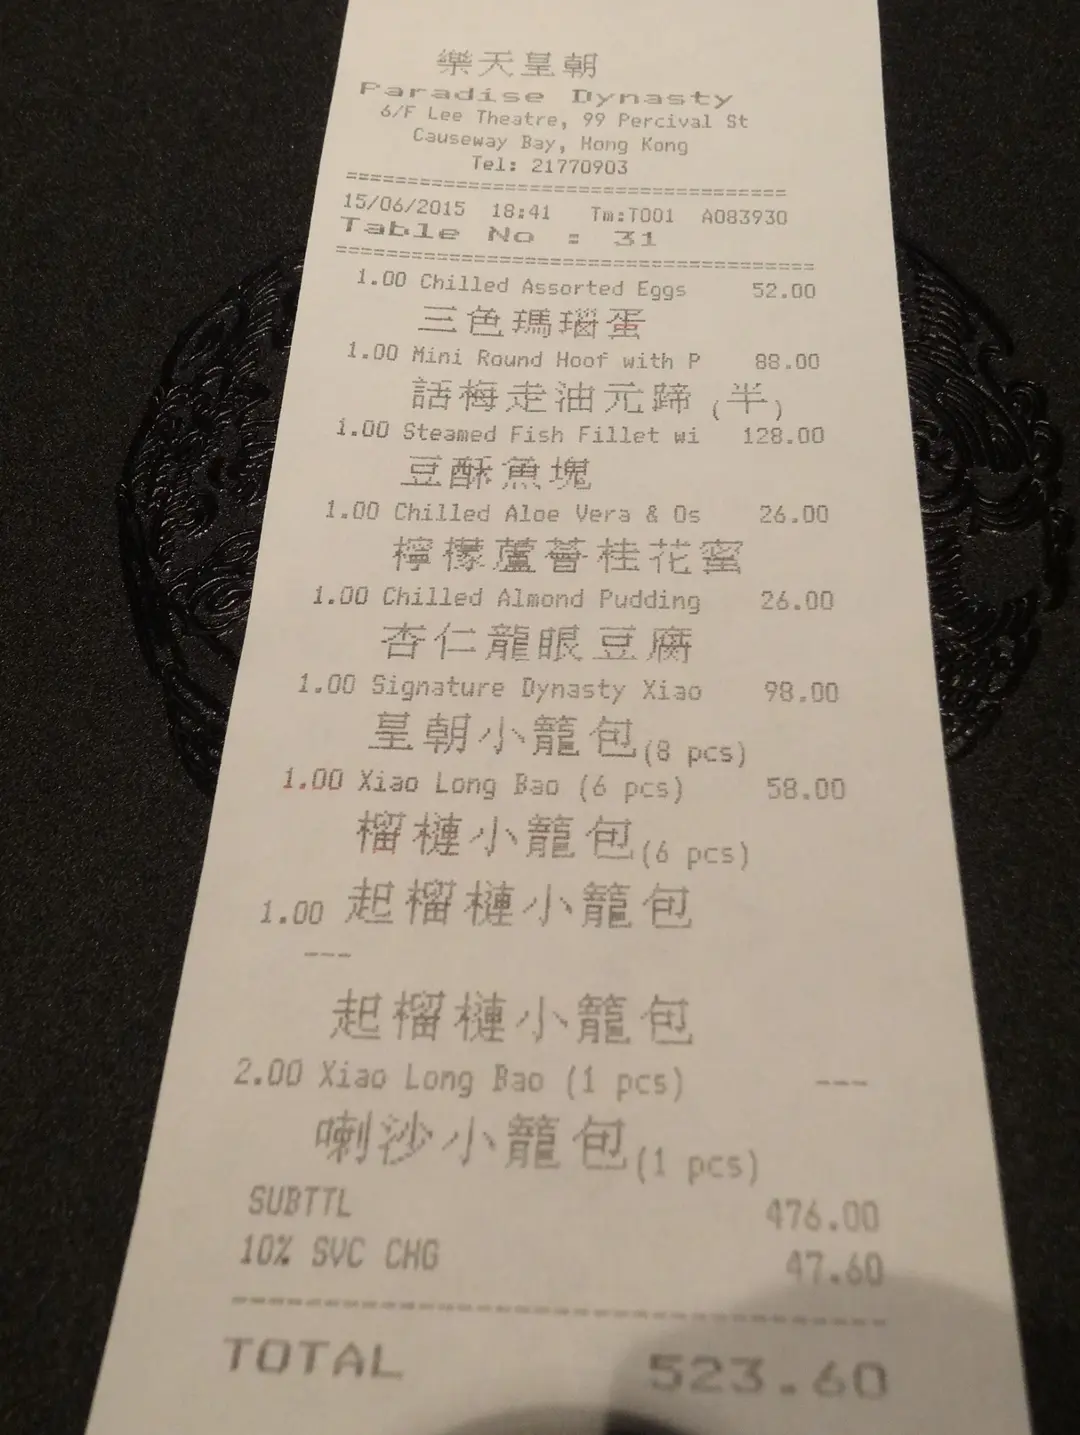 樂天皇朝
Paradise Dynasty
6/F Lee Theatre, 99 Percival St
Causeway Bay, Hong Kong
Tel: 21770903
====================================
15/06/2015 18:41 Tm:T001 A083930
Table No : 31
====================================
1.00 Chilled Assorted Eggs 52.00
三色瑪瑙蛋
1.00 Mini Round Hoof with P 88.00
話梅走油元蹄(半)
1.00 Steamed Fish Fillet wi 128.00
豆酥魚塊
1.00 Chilled Aloe Vera & Os 26.00
檸檬蘆薈桂花蜜
1.00 Chilled Almond Pudding 26.00
杏仁龍眼豆腐
1.00 Signature Dynasty Xiao 98.00
皇朝小籠包(8 pcs)
1.00 Xiao Long Bao (6 pcs) 58.00
榴槤小籠包(6 pcs)
1.00 起榴槤小籠包
---
起榴槤小籠包
2.00 Xiao Long Bao (1 pcs) ---
喇沙小籠包(1 pcs)
SUBTTL 476.00
10% SVC CHG 47.60
------------------------------------
TOTAL 523.60